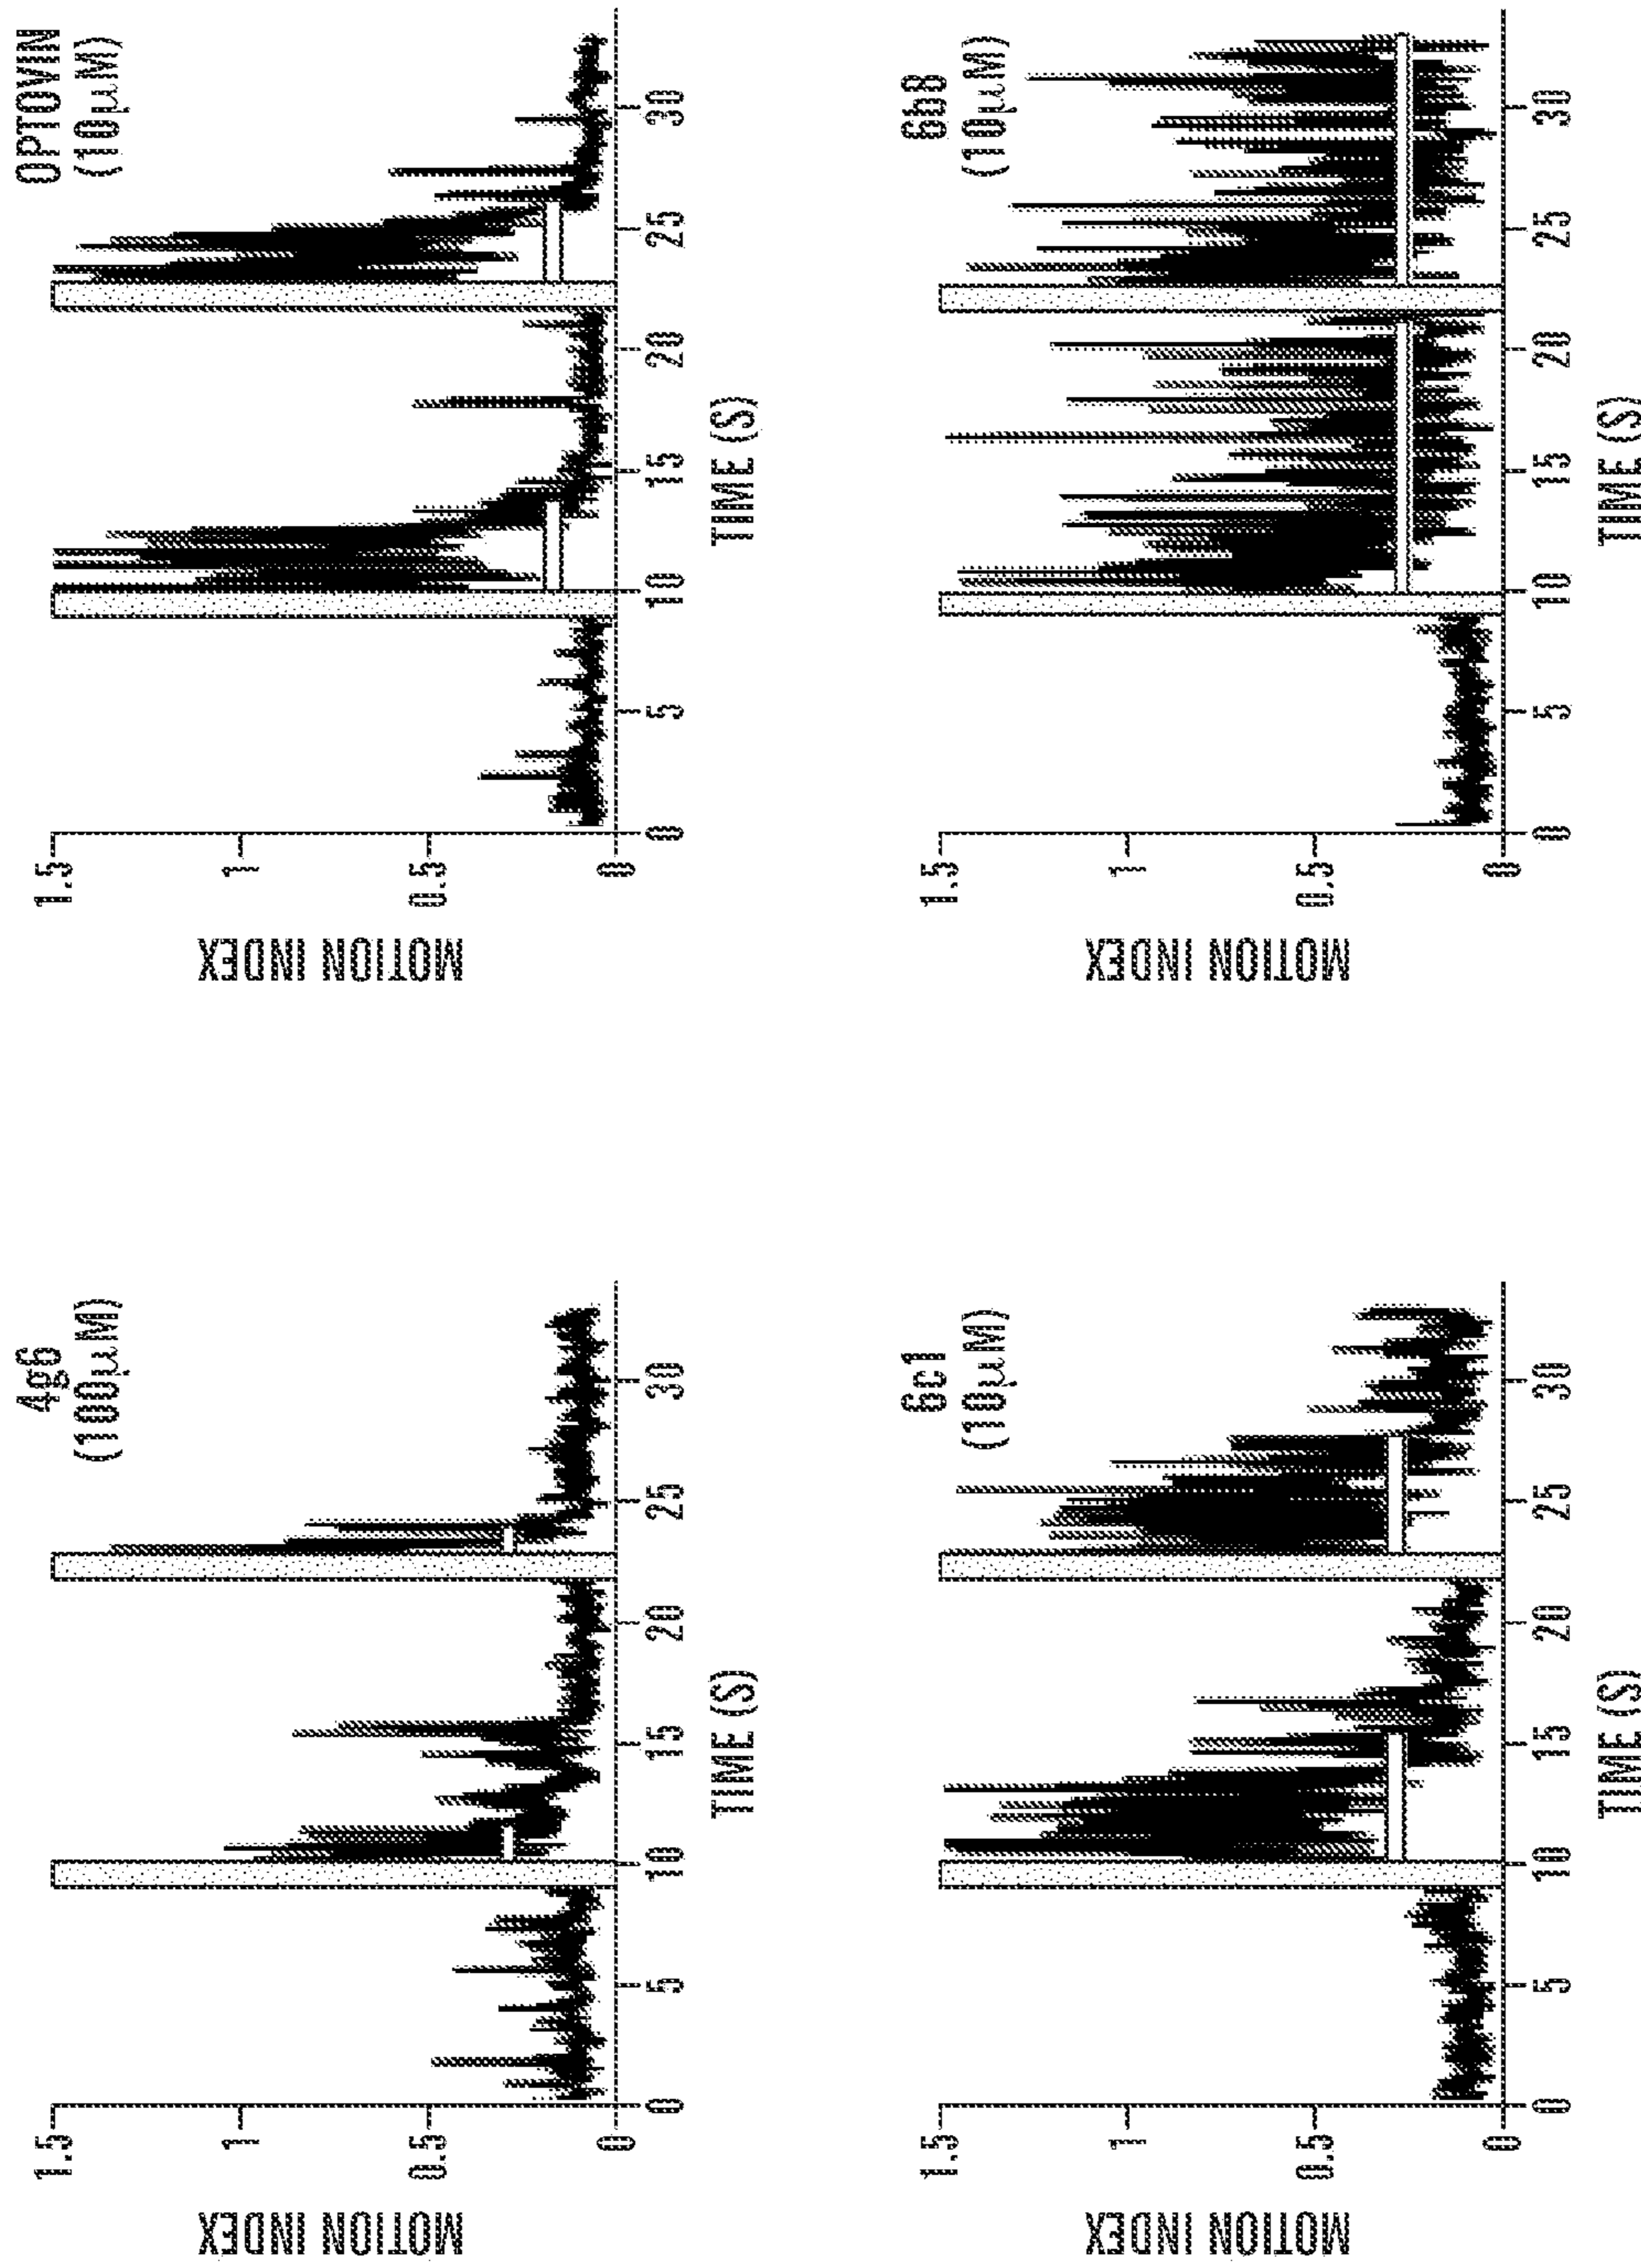 4g6
(100μM)
MOTION INDEX
1.5
1
0.5
0
0 5 10 15 20 25 30
TIME (S)
OPTOVIN
(10μM)
MOTION INDEX
1.5
1
0.5
0
0 5 10 15 20 25 30
TIME (S)
6c1
(10μM)
MOTION INDEX
1.5
1
0.5
0
0 5 10 15 20 25 30
TIME (S)
6b8
(10μM)
MOTION INDEX
1.5
1
0.5
0
0 5 10 15 20 25 30
TIME (S)